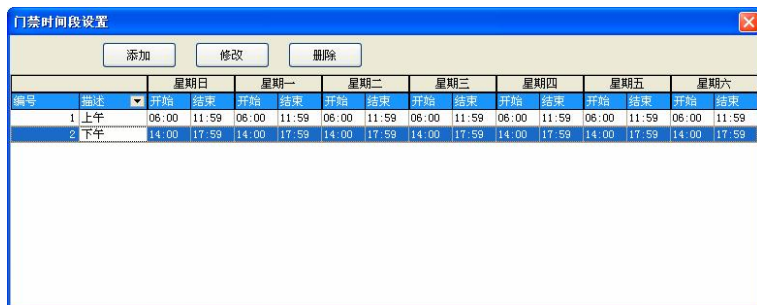 门禁时间段设置
添加 修改 删除
星期日 星期一 星期二 星期三 星期四 星期五 星期六
编号 描述 开始 结束 开始 结束 开始 结束 开始 结束 开始 结束 开始 结束 开始 结束
1 上午 06:00 11:59 06:00 11:59 06:00 11:59 06:00 11:59 06:00 11:59 06:00 11:59 06:00 11:59
2 下午 14:00 17:59 14:00 17:59 14:00 17:59 14:00 17:59 14:00 17:59 14:00 17:59 14:00 17:59